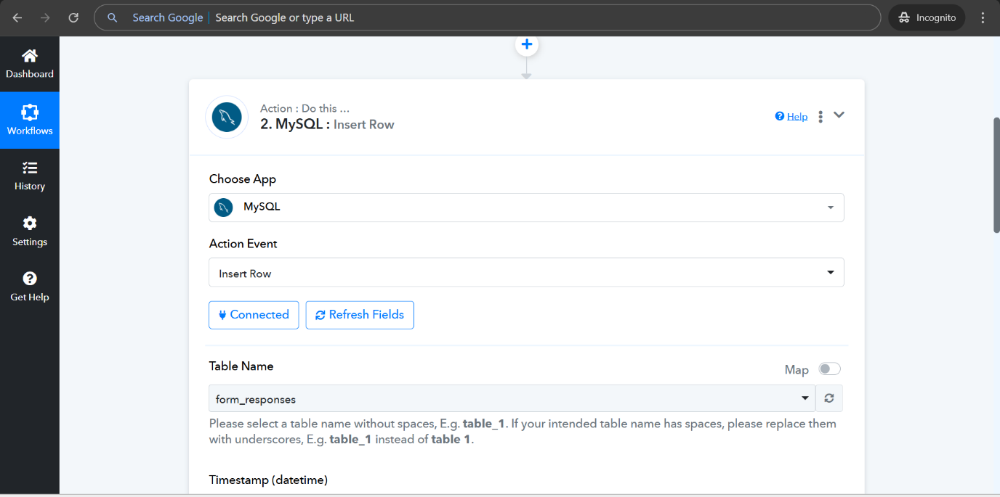 Search Google | Search Google or type a URL
Incognito
Dashboard
Workflows
History
Settings
Get Help
Action : Do this ...
2. MySQL : Insert Row
Help
Choose App
MySQL
Action Event
Insert Row
Connected
Refresh Fields
Table Name
Map
form_responses
Please select a table name without spaces, E.g. table_1. If your intended table name has spaces, please replace them
with underscores, E.g. table_1 instead of table 1.
Timestamp (datetime)